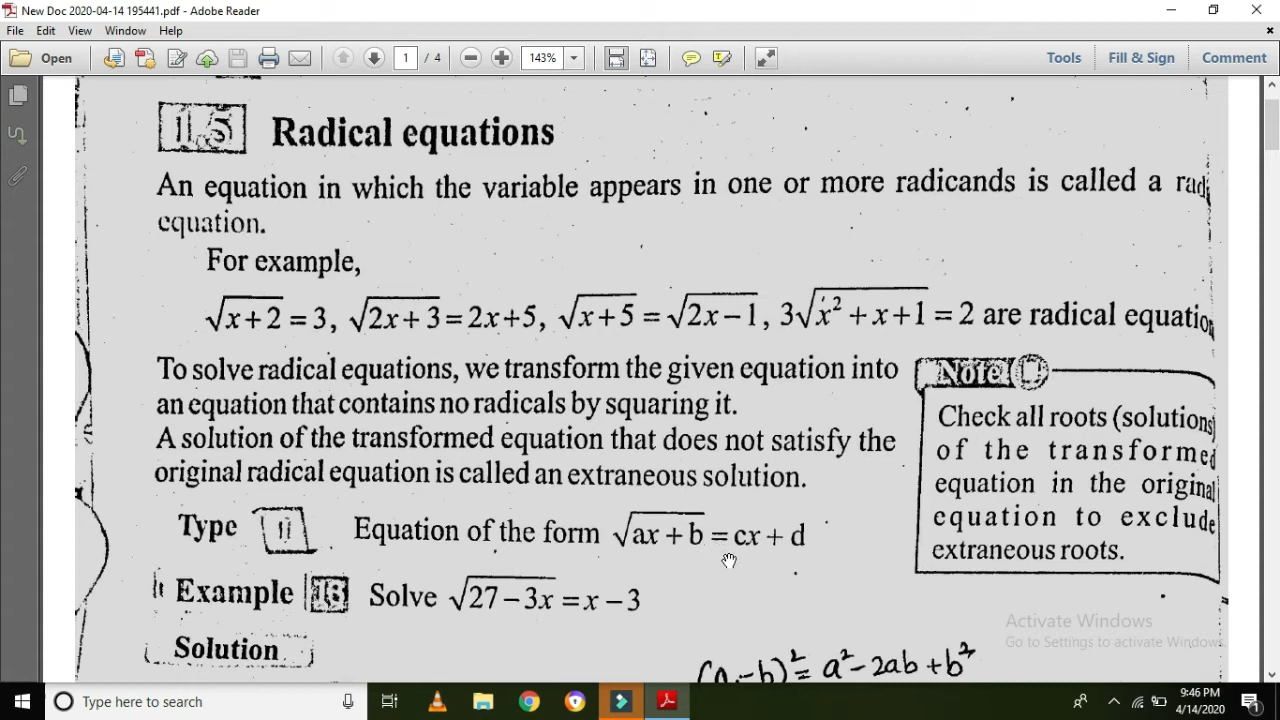 New Doc 2020-04-14 195441.pdf - Adobe Reader
File Edit View Window Help
Open 1 / 4 143% Tools Fill & Sign Comment
1.5 Radical equations
An equation in which the variable appears in one or more radicands is called a
equation.
For example,
√(x+2) = 3, √(2x+3) = 2x+5, √(x+5) = √(2x−1), 3√(x² + x+1) = 2 are radical
To solve radical equations, we transform the given equation into
an equation that contains no radicals by squaring it.
A solution of the transformed equation that does not satisfy the
original radical equation is called an extraneous solution.
Note
Check all roots (solutions)
of the transformed
equation in the original
equation to exclude
extraneous roots.
Type Equation of the form √(ax + b) = cx + d
Example Solve √(27−3x) = x−3
Solution
(a−b)² = a² − 2ab + b²
Activate Windows
Go to Settings to activate Windows.
Type here to search
9:46 PM
4/14/2020
1